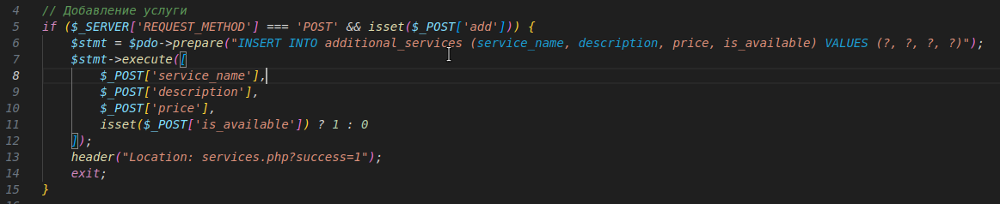 4 // Добавление услуги
5 if ($_SERVER['REQUEST_METHOD'] === 'POST' && isset($_POST['add'])) {
6 $stmt = $pdo->prepare("INSERT INTO additional_services (service_name, description, price, is_available) VALUES (?, ?, ?, ?)");
7 $stmt->execute([
8 $_POST['service_name'],
9 $_POST['description'],
10 $_POST['price'],
11 isset($_POST['is_available']) ? 1 : 0
12 ]);
13 header("Location: services.php?success=1");
14 exit;
15 }